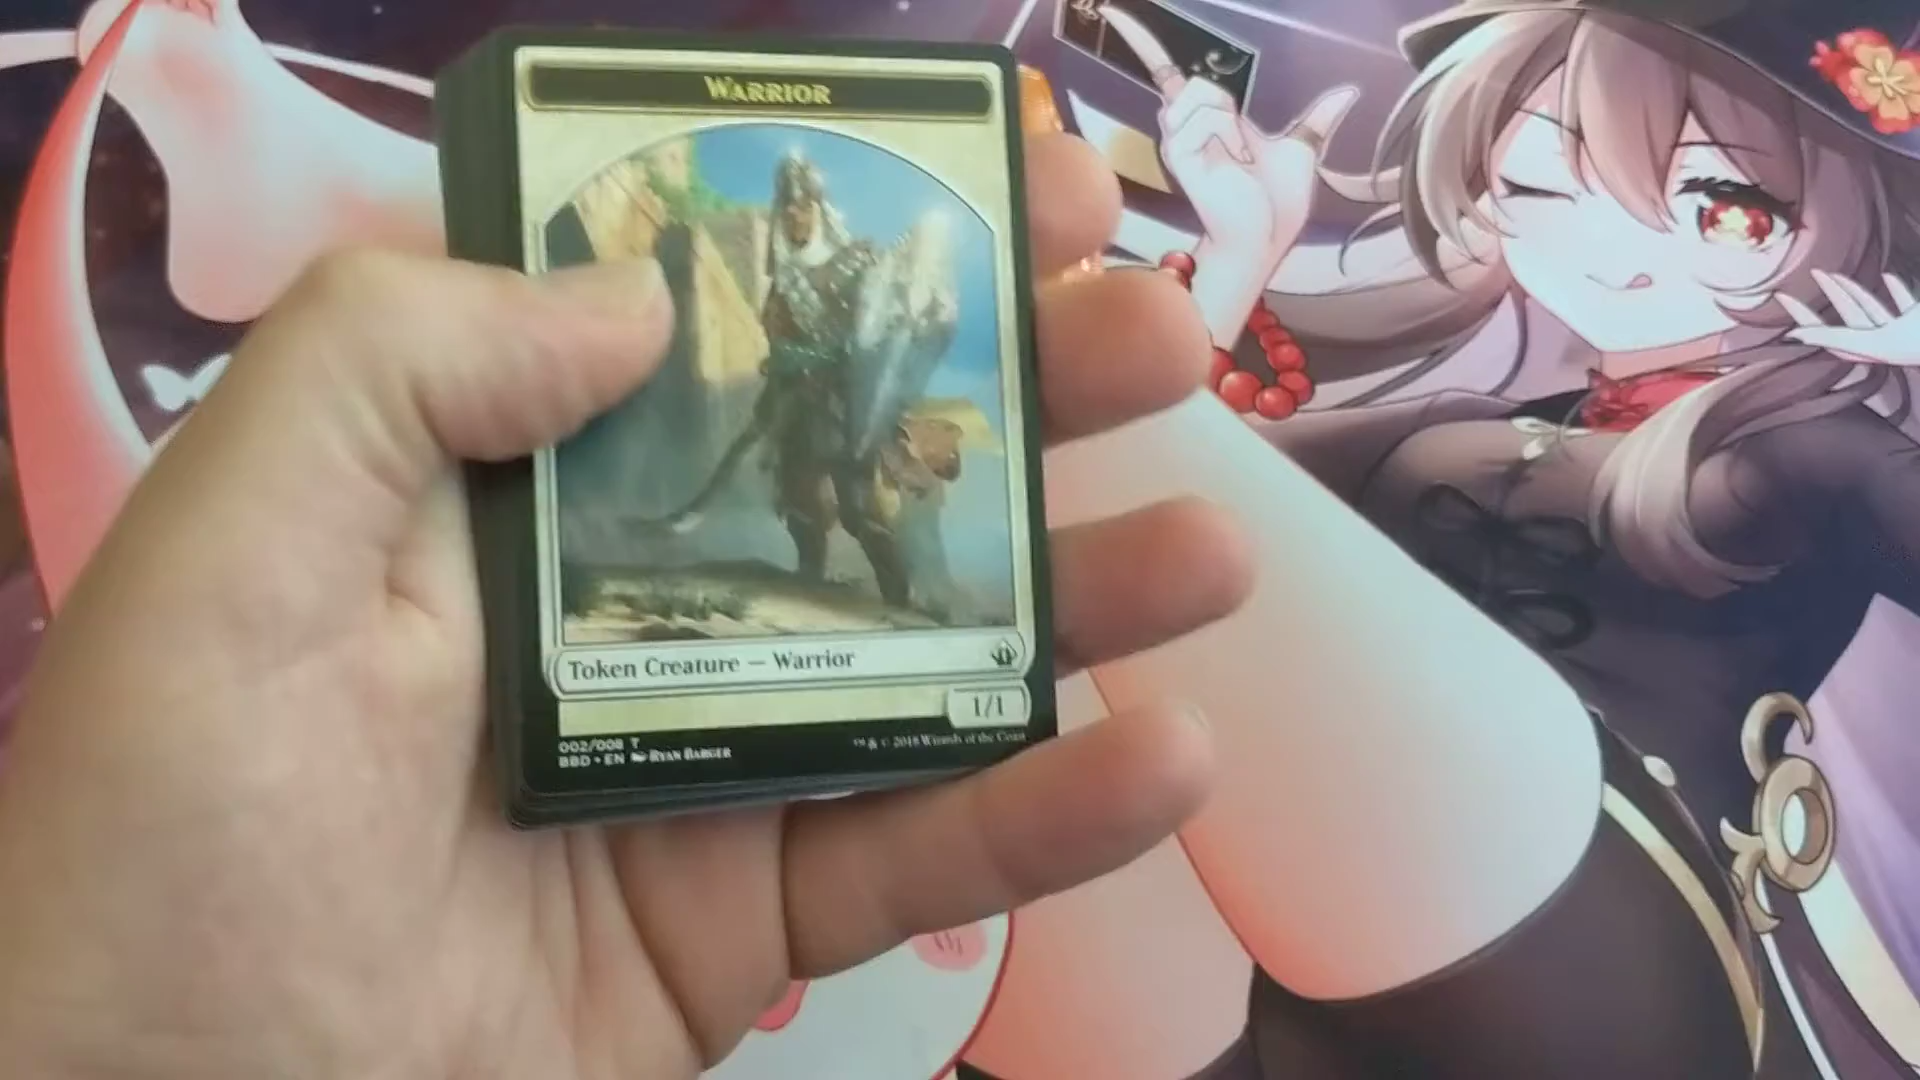 WARRIOR
Token Creature — Warrior
1/1
002/008 T
BBD • EN RYAN BARGER
™ & © 2018 Wizards of the Coast